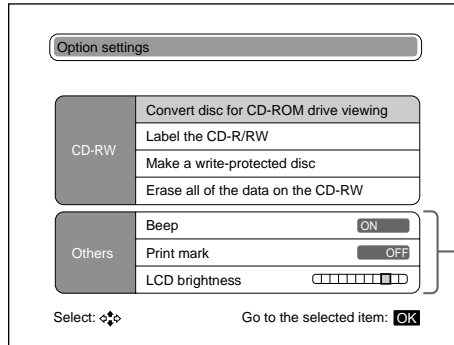 Option settings
CD-RW
Convert disc for CD-ROM drive viewing
Label the CD-R/RW
Make a write-protected disc
Erase all of the data on the CD-RW
Others
Beep ON
Print mark OFF
LCD brightness
Select: Go to the selected item: OK